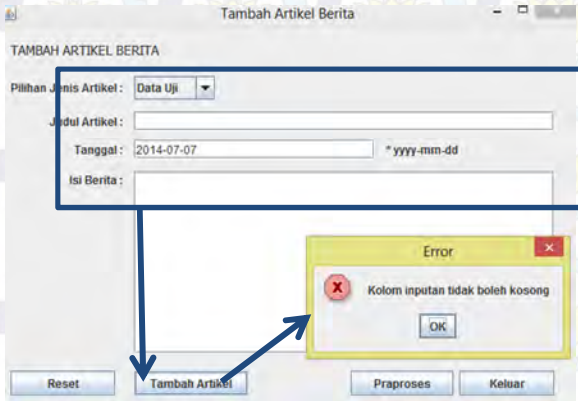 Tambah Artikel Berita
TAMBAH ARTIKEL BERITA
Pilihan Jenis Artikel : Data Uji
Judul Artikel :
Tanggal : 2014-07-07 * yyyy-mm-dd
Isi Berita :
Error
Kolom inputan tidak boleh kosong
OK
Reset Tambah Artikel Praproses Keluar